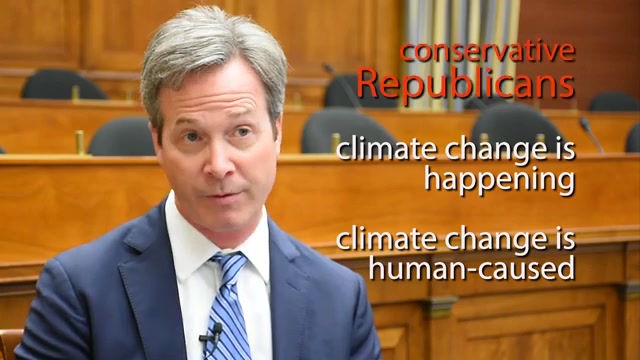 conservative
Republicans
climate change is
happening
climate change is
human-caused